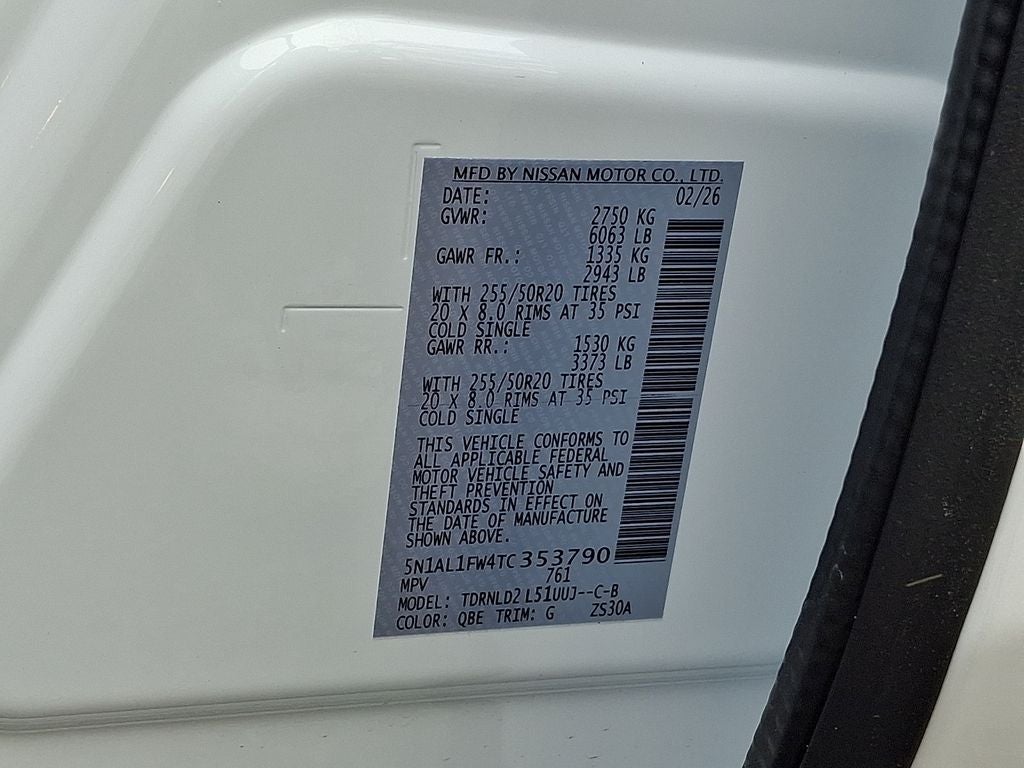 MFD BY NISSAN MOTOR CO., LTD.
DATE: 02/26
GVWR: 2750 KG
6063 LB
GAWR FR.: 1335 KG
2943 LB
WITH 255/50R20 TIRES
20 X 8.0 RIMS AT 35 PSI
COLD SINGLE
GAWR RR.: 1530 KG
3373 LB
WITH 255/50R20 TIRES
20 X 8.0 RIMS AT 35 PSI
COLD SINGLE
THIS VEHICLE CONFORMS TO
ALL APPLICABLE FEDERAL
MOTOR VEHICLE SAFETY AND
THEFT PREVENTION
STANDARDS IN EFFECT ON
THE DATE OF MANUFACTURE
SHOWN ABOVE.
5N1AL1FW4TC353790
MPV 761
MODEL: TDRNLD2 L51UUJ--C-B
COLOR: QBE TRIM: G ZS30A